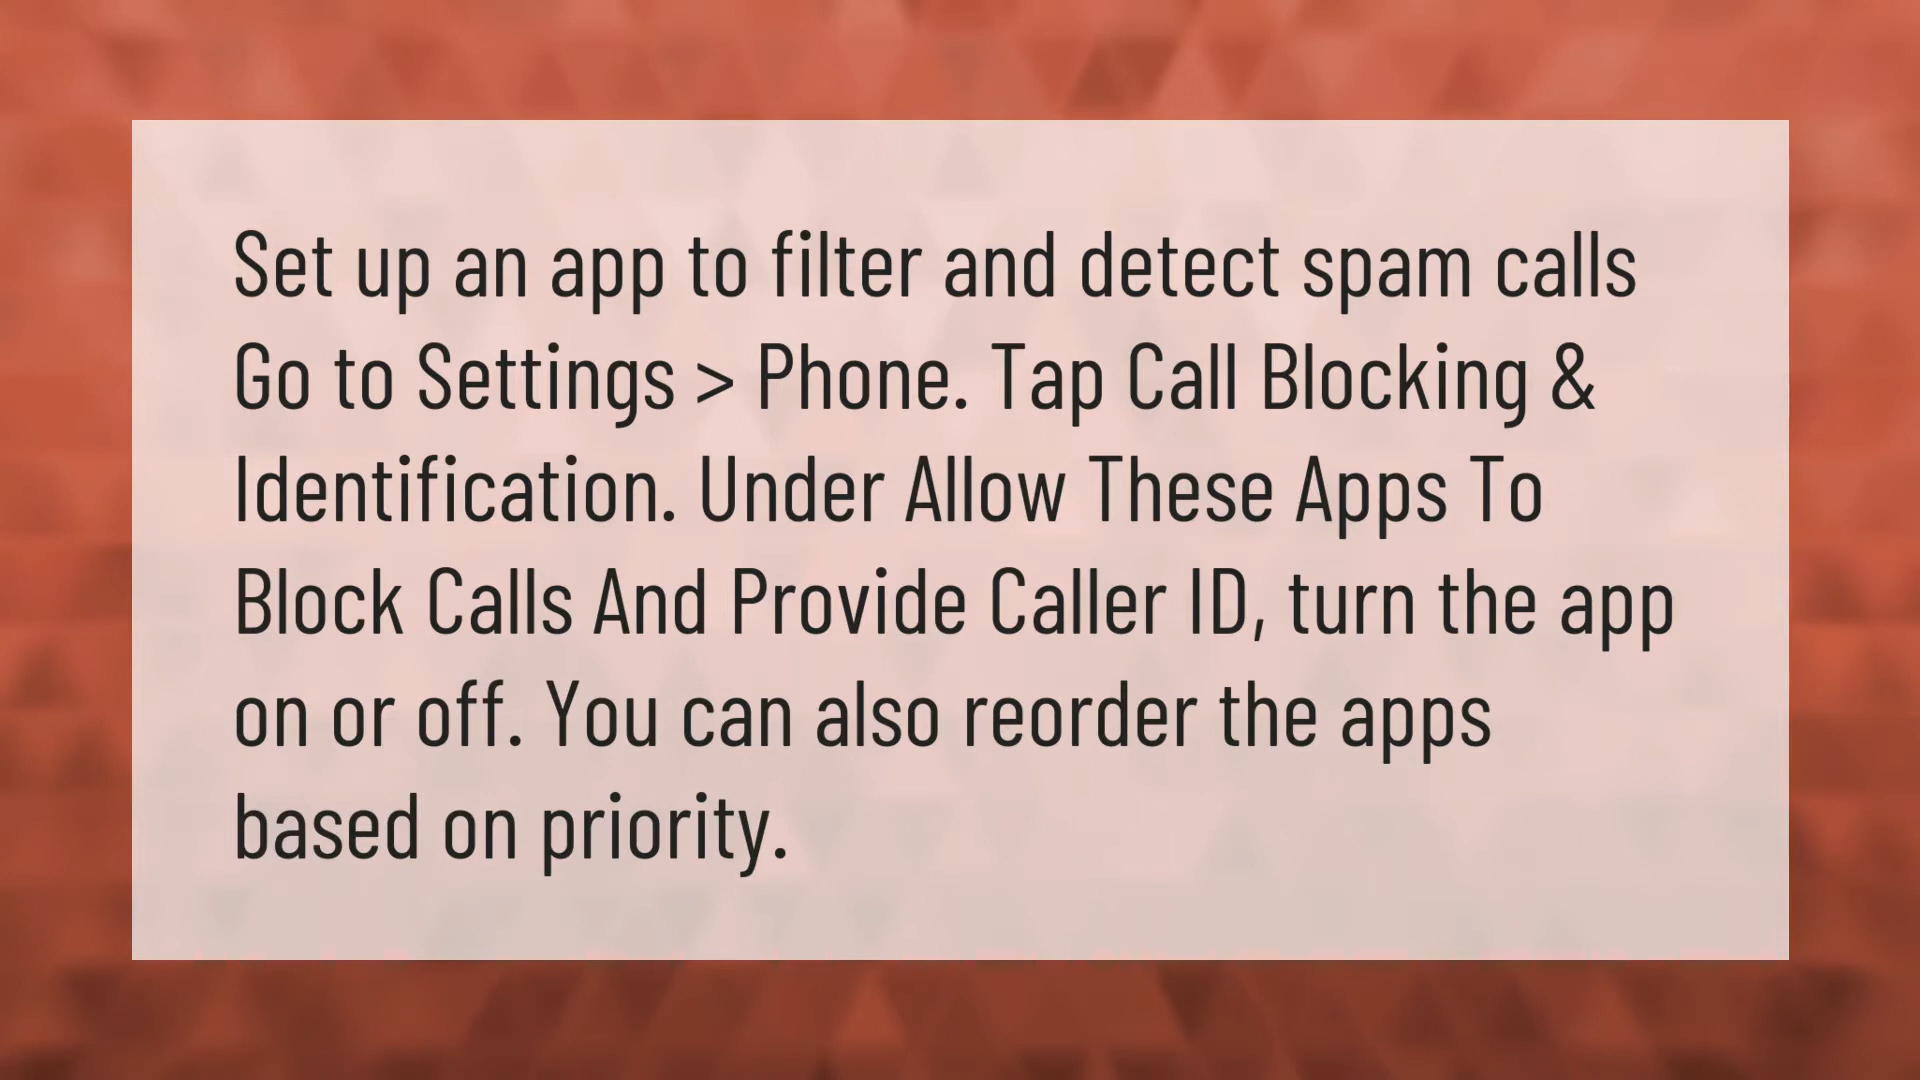 Set up an app to filter and detect spam calls
Go to Settings > Phone. Tap Call Blocking &
Identification. Under Allow These Apps To
Block Calls And Provide Caller ID, turn the app
on or off. You can also reorder the apps
based on priority.